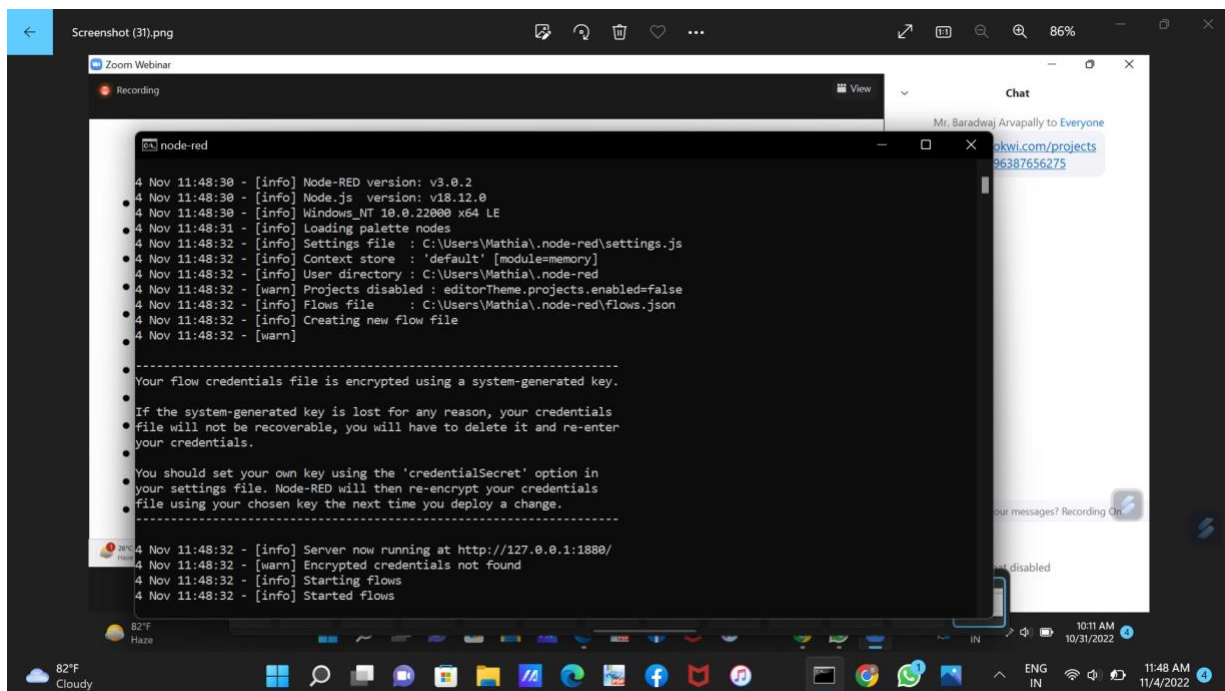 Screenshot (31).png
86%
Zoom Webinar
Recording
View
Chat
Mr. Baradwaj Arvapally to Everyone
okwi.com/projects
96387656275
node-red
4 Nov 11:48:30 - [info] Node-RED version: v3.0.2
4 Nov 11:48:30 - [info] Node.js  version: v18.12.0
4 Nov 11:48:30 - [info] Windows_NT 10.0.22000 x64 LE
4 Nov 11:48:31 - [info] Loading palette nodes
4 Nov 11:48:32 - [info] Settings file  : C:\Users\Mathia\.node-red\settings.js
4 Nov 11:48:32 - [info] Context store  : 'default' [module=memory]
4 Nov 11:48:32 - [info] User directory : C:\Users\Mathia\.node-red
4 Nov 11:48:32 - [warn] Projects disabled : editorTheme.projects.enabled=false
4 Nov 11:48:32 - [info] Flows file     : C:\Users\Mathia\.node-red\flows.json
4 Nov 11:48:32 - [info] Creating new flow file
4 Nov 11:48:32 - [warn]
---------------------------------------------------------------------
Your flow credentials file is encrypted using a system-generated key.
If the system-generated key is lost for any reason, your credentials
file will not be recoverable, you will have to delete it and re-enter
your credentials.
You should set your own key using the 'credentialSecret' option in
your settings file. Node-RED will then re-encrypt your credentials
file using your chosen key the next time you deploy a change.
---------------------------------------------------------------------
4 Nov 11:48:32 - [info] Server now running at http://127.0.0.1:1880/
4 Nov 11:48:32 - [warn] Encrypted credentials not found
4 Nov 11:48:32 - [info] Starting flows
4 Nov 11:48:32 - [info] Started flows
our messages? Recording On
disabled
26°C
Haze
82°F
Haze
IN
10:11 AM
10/31/2022
4
82°F
Cloudy
ENG
IN
11:48 AM
11/4/2022
4